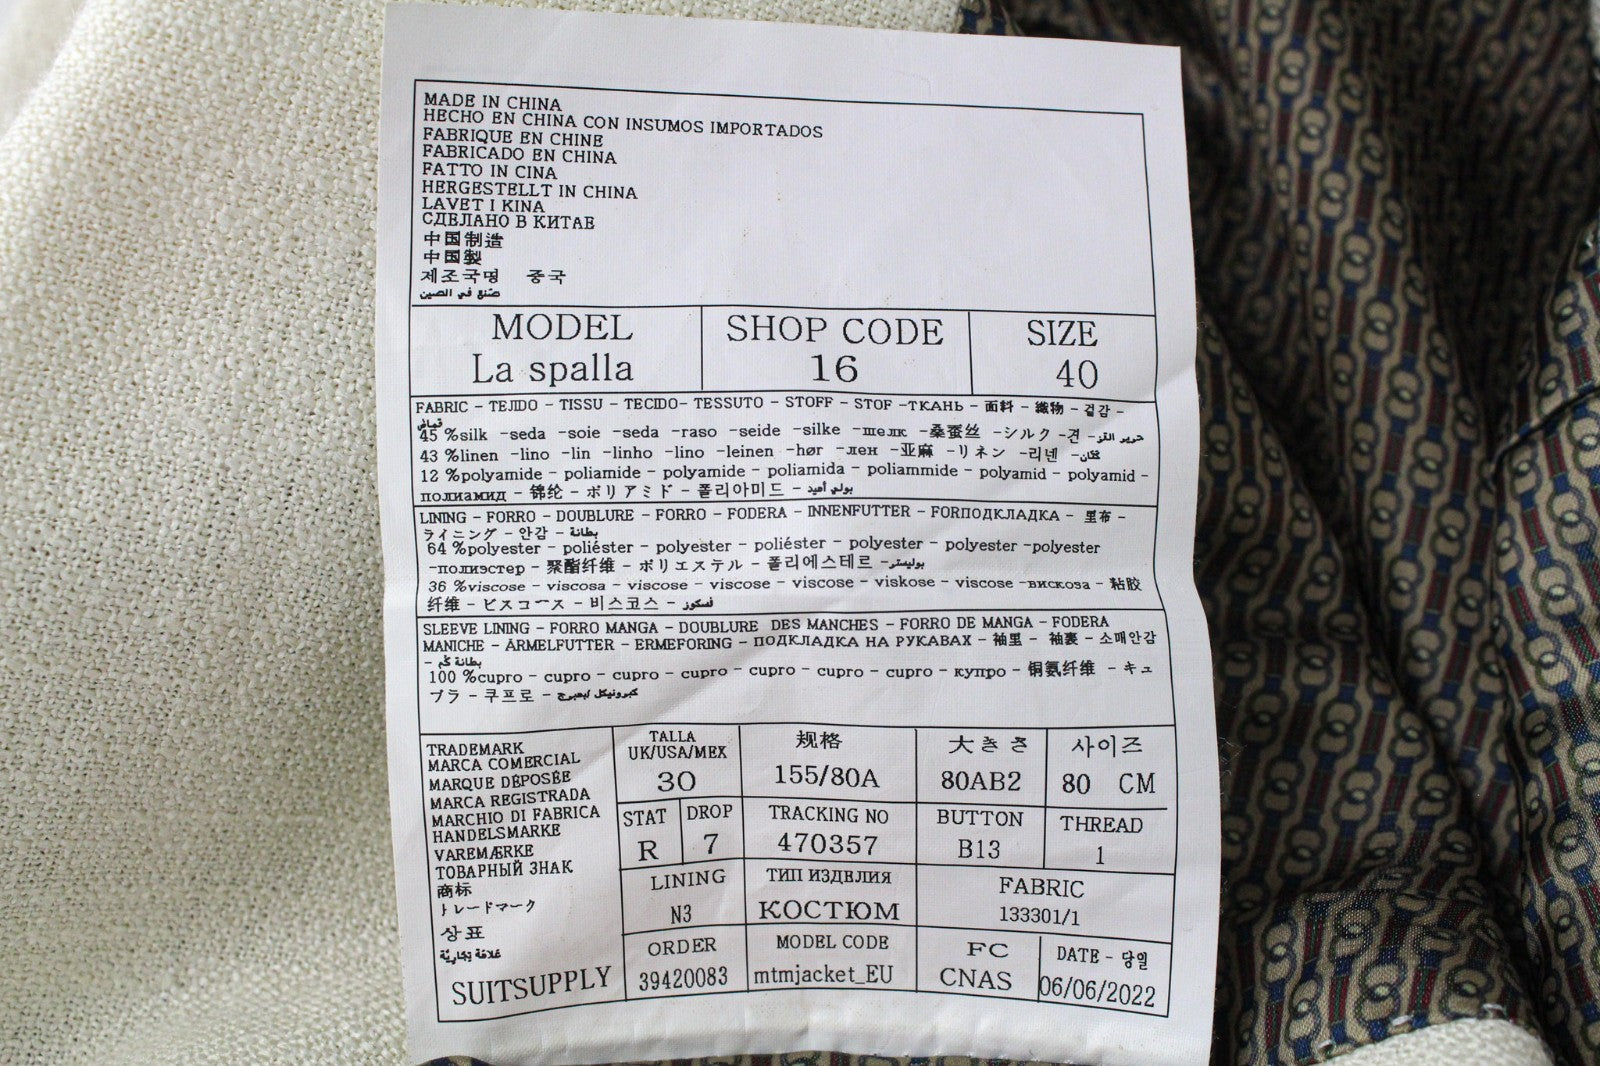 MADE IN CHINA
HECHO EN CHINA CON INSUMOS IMPORTADOS
FABRIQUE EN CHINE
FABRICADO EN CHINA
FATTO IN CINA
HERGESTELLT IN CHINA
LAVET I KINA
СДЕЛАНО В КИТАЕ
中国制造
中国製
제조국명 중국
صنع في الصين
MODEL
La spalla
SHOP CODE
16
SIZE
40
FABRIC - TEJIDO - TISSU - TECIDO- TESSUTO - STOFF - STOF -ТКАНЬ - 面料 - 織物 - 겉감 -
قماش
45 %silk -seda -soie -seda -raso -seide -silke -шелк -桑蚕丝 -シルク -견 -حرير القز
43 %linen -lino -lin -linho -lino -leinen -hør -лен -亚麻 -リネン -리넨 -كتان
12 %polyamide - poliamide - polyamide - poliamida - poliammide - polyamid - polyamid -
полиамид - 锦纶 - ポリアミド - 폴리아미드 - بولي أميد
LINING - FORRO - DOUBLURE - FORRO - FODERA - INNENFUTTER - FORПОДКЛАДКА - 里布 -
ライニング - 안감 - بطانة
64 %polyester - poliéster - polyester - poliéster - polyester - polyester -polyester
-полиэстер - 聚酯纤维 - ポリエステル - 폴리에스테르 -بوليستر
36 %viscose - viscosa - viscose - viscose - viscose - viskose - viscose -вискоза - 粘胶
纤维 - ビスコース - 비스코스 - فسكوز
SLEEVE LINING - FORRO MANGA - DOUBLURE DES MANCHES - FORRO DE MANGA - FODERA
MANICHE - ÄRMELFUTTER - ERMEFORING - ПОДКЛАДКА НА РУКАВАХ - 袖里 - 袖裏 - 소매안감
- بطانة كُم
100 %cupro - cupro - cupro - cupro - cupro - cupro - cupro - купро - 铜氨纤维 - キュ
プラ - 쿠프로 -
TRADEMARK
MARCA COMERCIAL
MARQUE DÉPOSÉE
MARCA REGISTRADA
MARCHIO DI FABRICA
HANDELSMARKE
VAREMÆRKE
ТОВАРНЫЙ ЗНАК
商标
トレードマーク
상표
علامة تجاريّة
SUITSUPPLY
TALLA
UK/USA/MEX
30
规格
155/80A
大きさ
80AB2
사이즈
80 CM
STAT
R
DROP
7
TRACKING NO
470357
BUTTON
B13
THREAD
1
LINING
N3
ТИП ИЗДВЛИЯ
КОСТЮМ
FABRIC
133301/1
ORDER
39420083
MODEL CODE
mtmjacket_EU
FC
CNAS
DATE - 당일
06/06/2022